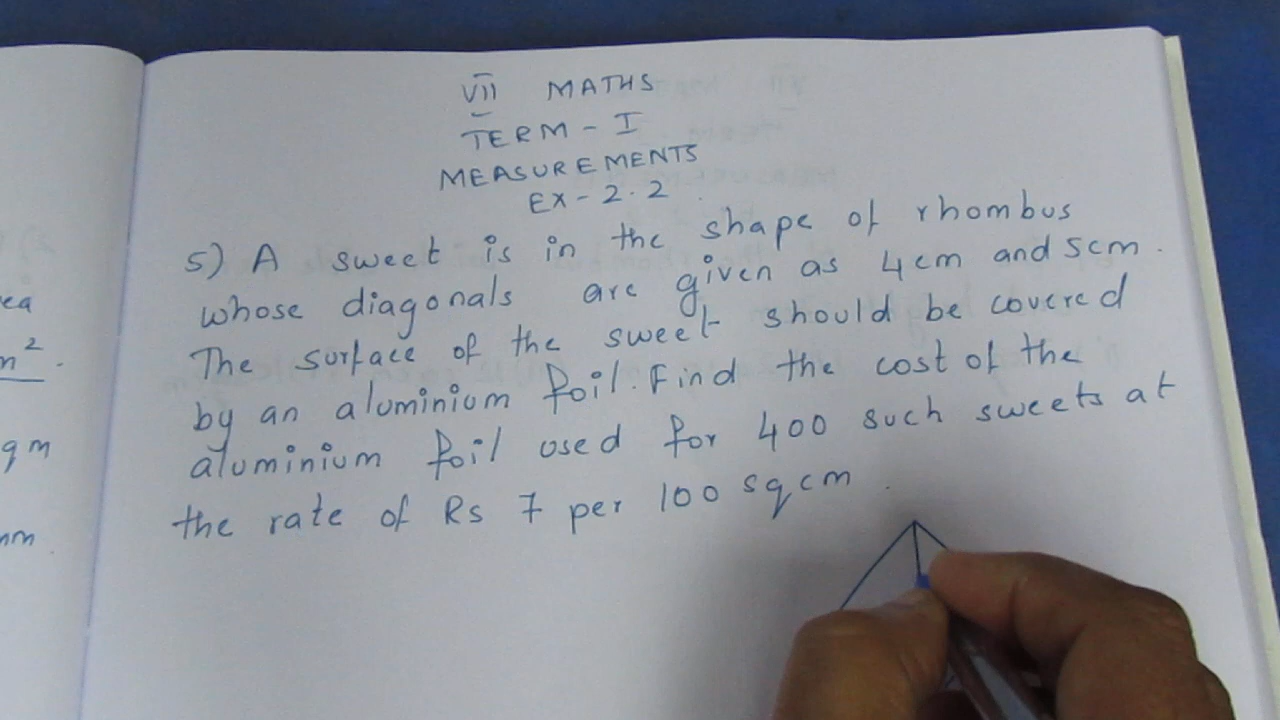 VII MATHS
TERM - I
MEASUREMENTS
EX - 2.2
5) A sweet is in the shape of rhombus
whose diagonals are given as 4cm and 5cm.
The surface of the sweet should be covered
by an aluminium foil. Find the cost of the
aluminium foil used for 400 such sweets at
the rate of Rs 7 per 100 sqcm.